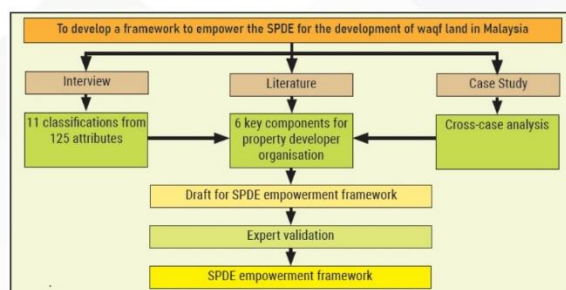 To develop a framework to empower the SPDE for the development of waqf land in Malaysia
Interview
Literature
Case Study
11 classifications from
125 attributes
6 key components for
property developer
organisation
Cross-case analysis
Draft for SPDE empowerment framework
Expert validation
SPDE empowerment framework